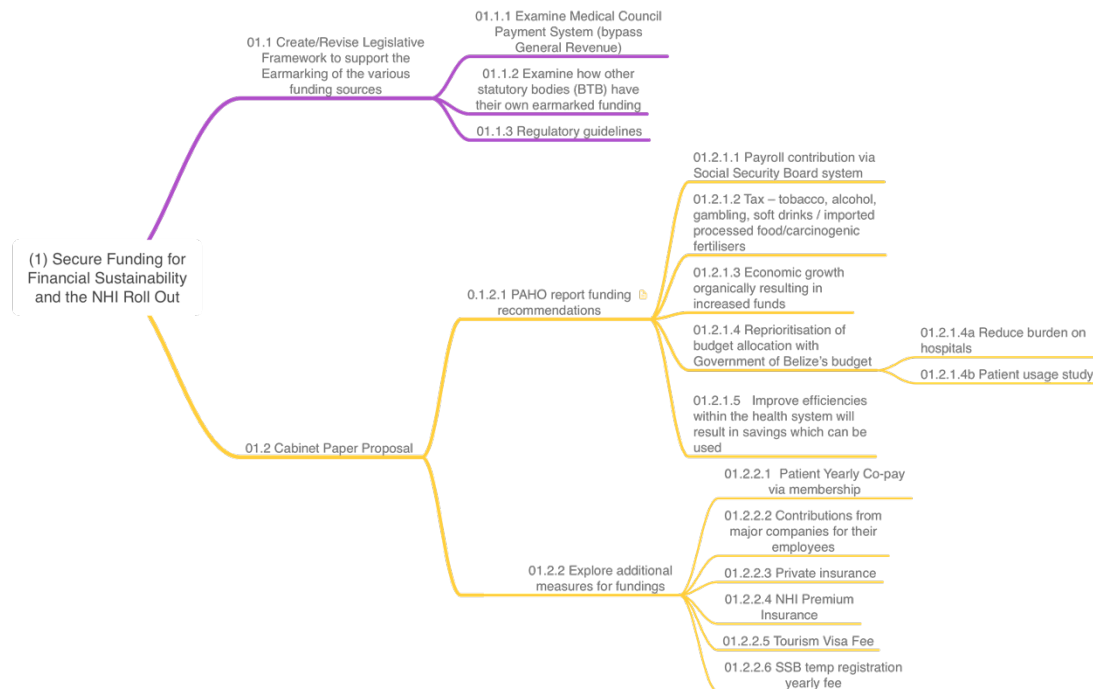 (1) Secure Funding for
Financial Sustainability
and the NHI Roll Out
01.1 Create/Revise Legislative
Framework to support the
Earmarking of the various
funding sources
01.1.1 Examine Medical Council
Payment System (bypass
General Revenue)
01.1.2 Examine how other
statutory bodies (BTB) have
their own earmarked funding
01.1.3 Regulatory guidelines
01.2 Cabinet Paper Proposal
0.1.2.1 PAHO report funding
recommendations
01.2.1.1 Payroll contribution via
Social Security Board system
01.2.1.2 Tax – tobacco, alcohol,
gambling, soft drinks / imported
processed food/carcinogenic
fertilisers
01.2.1.3 Economic growth
organically resulting in
increased funds
01.2.1.4 Reprioritisation of
budget allocation with
Government of Belize's budget
01.2.1.4a Reduce burden on
hospitals
01.2.1.4b Patient usage study
01.2.1.5 Improve efficiencies
within the health system will
result in savings which can be
used
01.2.2 Explore additional
measures for fundings
01.2.2.1 Patient Yearly Co-pay
via membership
01.2.2.2 Contributions from
major companies for their
employees
01.2.2.3 Private insurance
01.2.2.4 NHI Premium
Insurance
01.2.2.5 Tourism Visa Fee
01.2.2.6 SSB temp registration
yearly fee